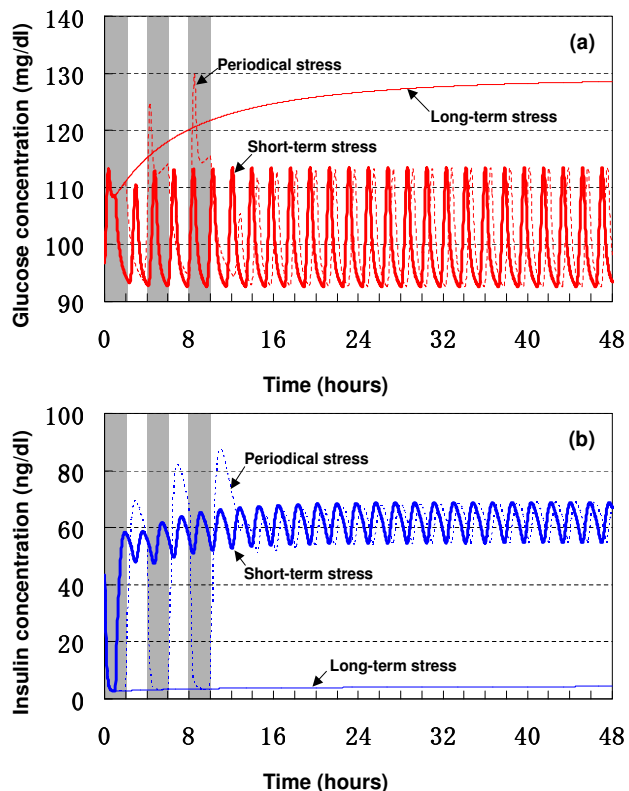 Glucose concentration (mg/dl)
140
130
120
110
100
90
(a)
Periodical stress
Long-term stress
Short-term stress
0 8 16 24 32 40 48
Time (hours)
Insulin concentration (ng/dl)
100
80
60
40
20
0
(b)
Periodical stress
Short-term stress
Long-term stress
0 8 16 24 32 40 48
Time (hours)